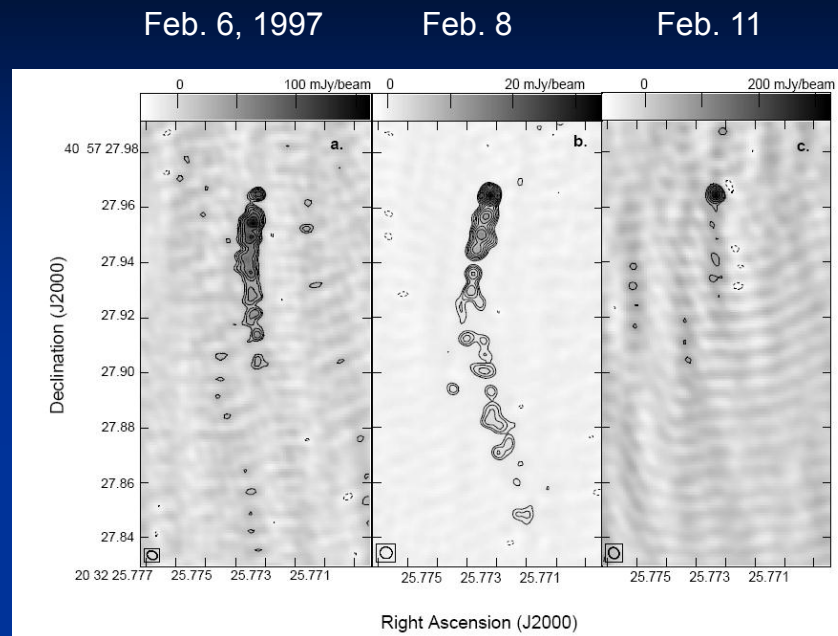 Feb. 6, 1997 Feb. 8 Feb. 11
0 100 mJy/beam 0 20 mJy/beam 0 200 mJy/beam
a. b. c.
40 57 27.98
27.96
27.94
27.92
27.90
27.88
27.86
27.84
Declination (J2000)
20 32 25.777 25.775 25.773 25.771 25.775 25.773 25.771 25.775 25.773 25.771
Right Ascension (J2000)